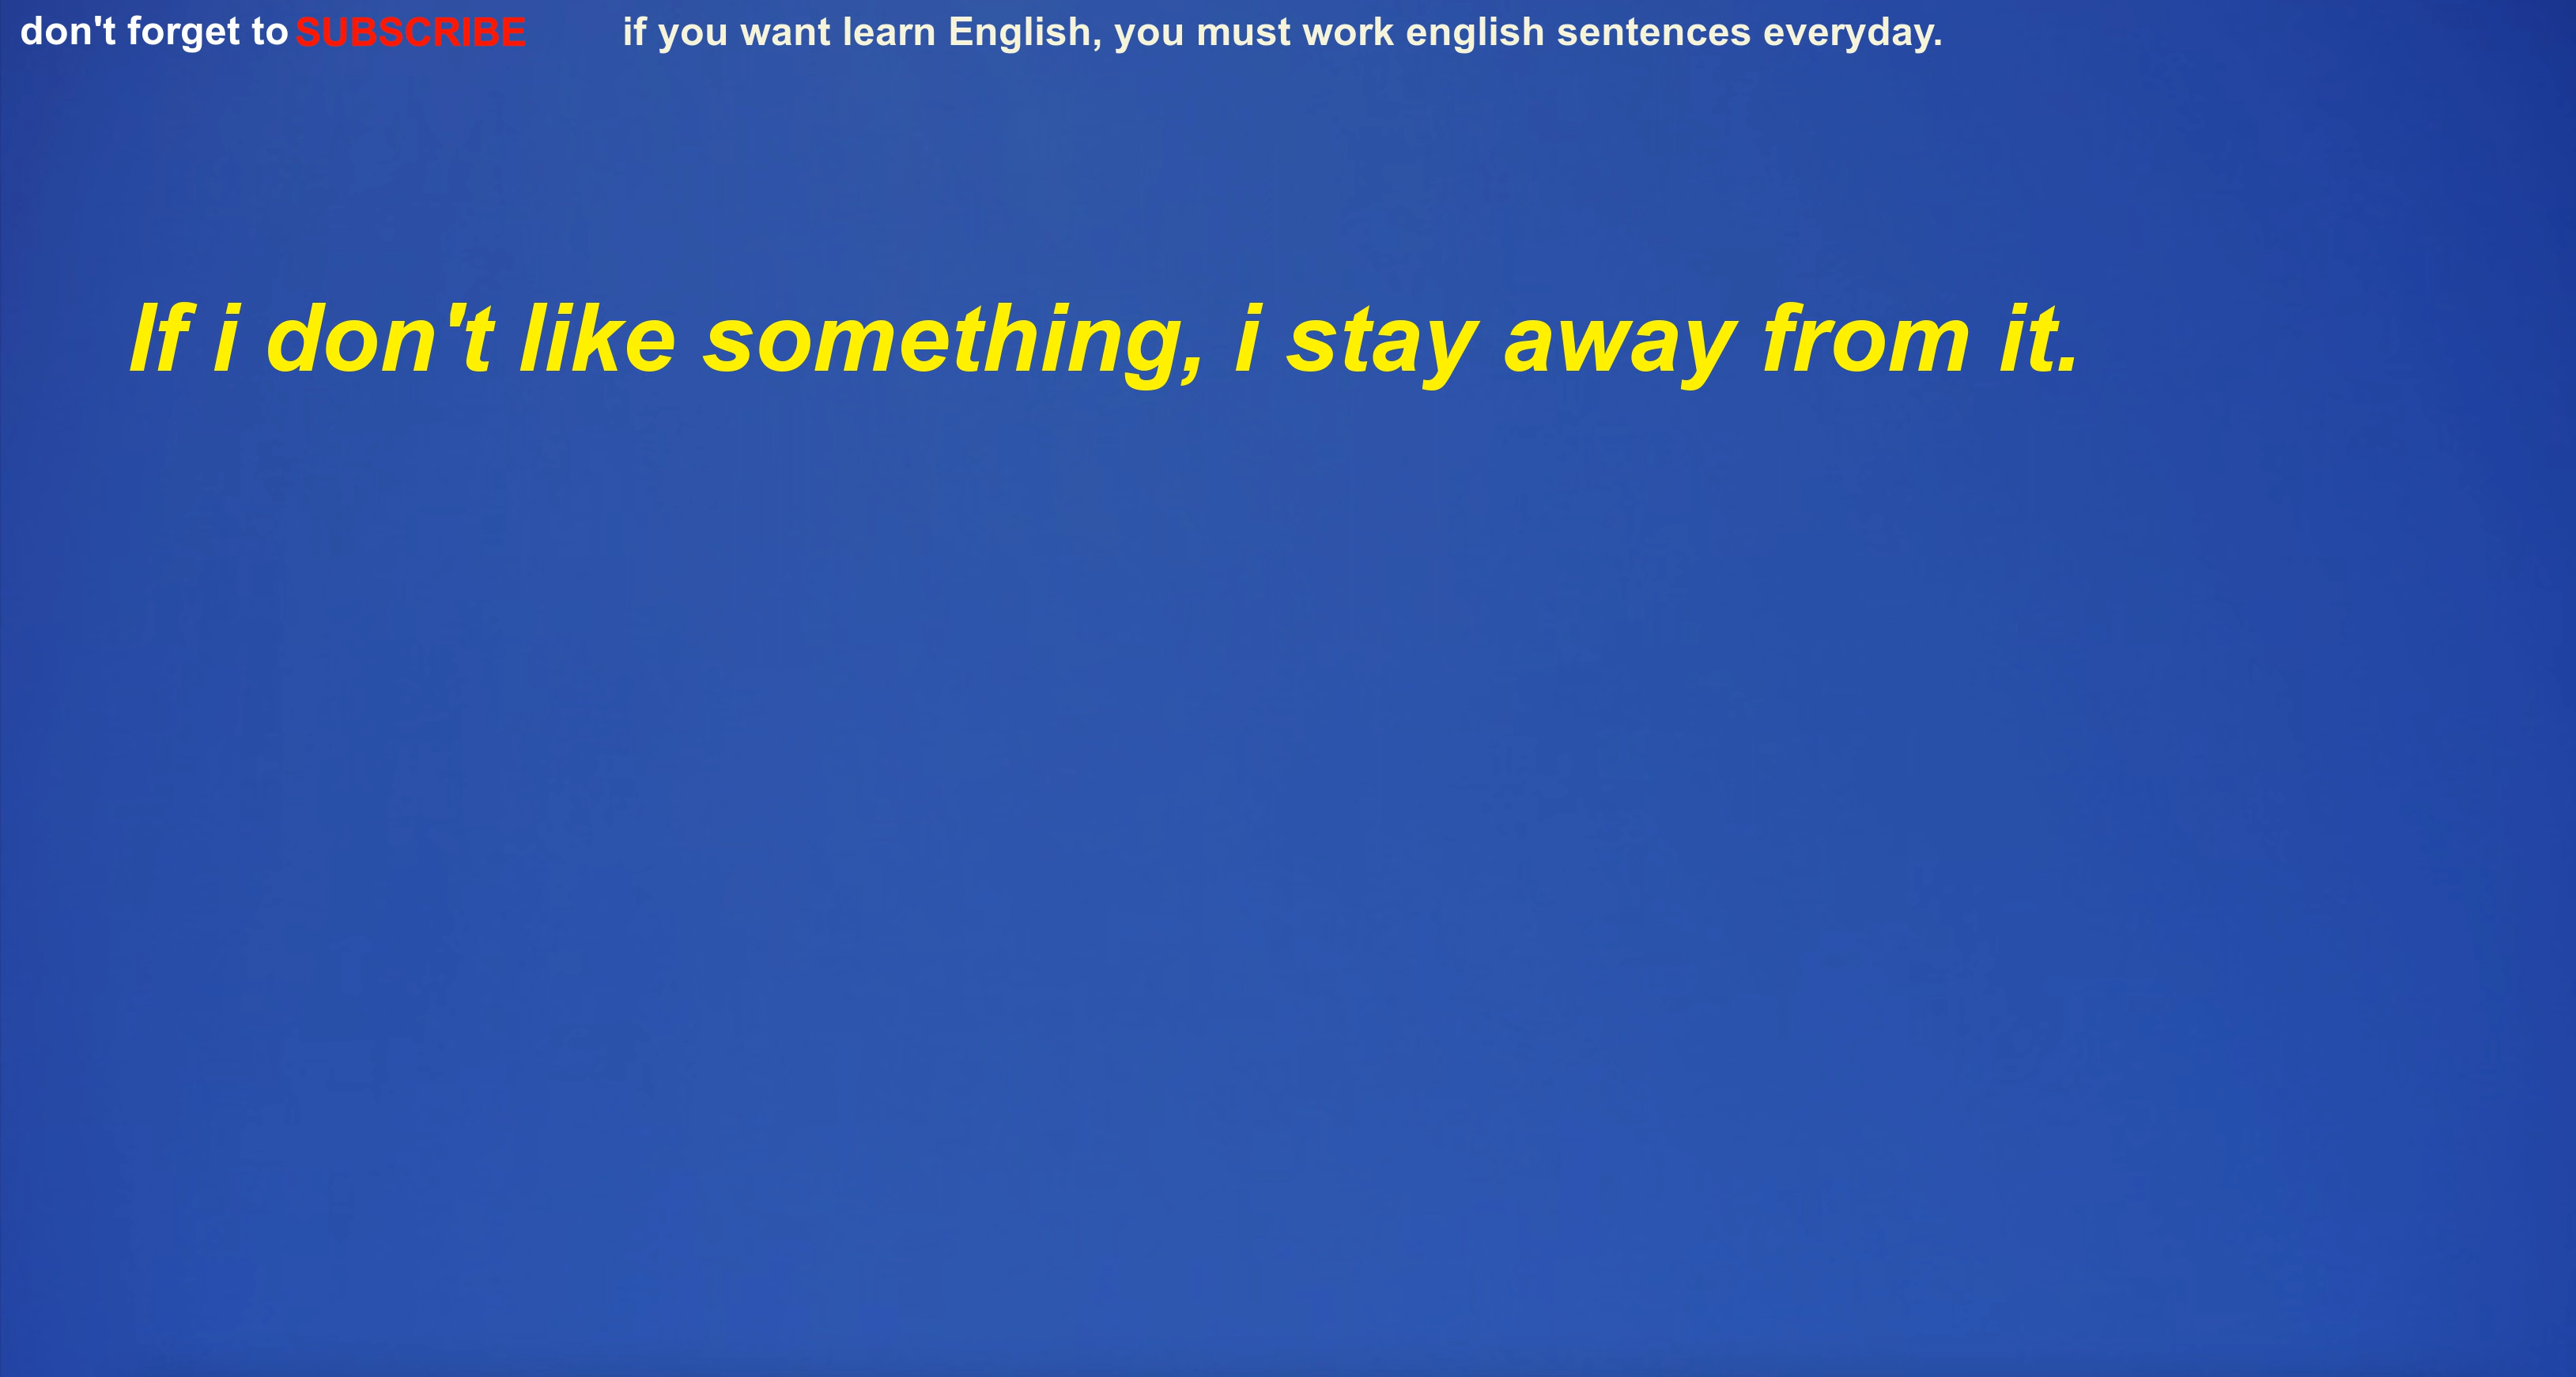 don't forget to SUBSCRIBE if you want learn English, you must work english sentences everyday.
If i don't like something, i stay away from it.